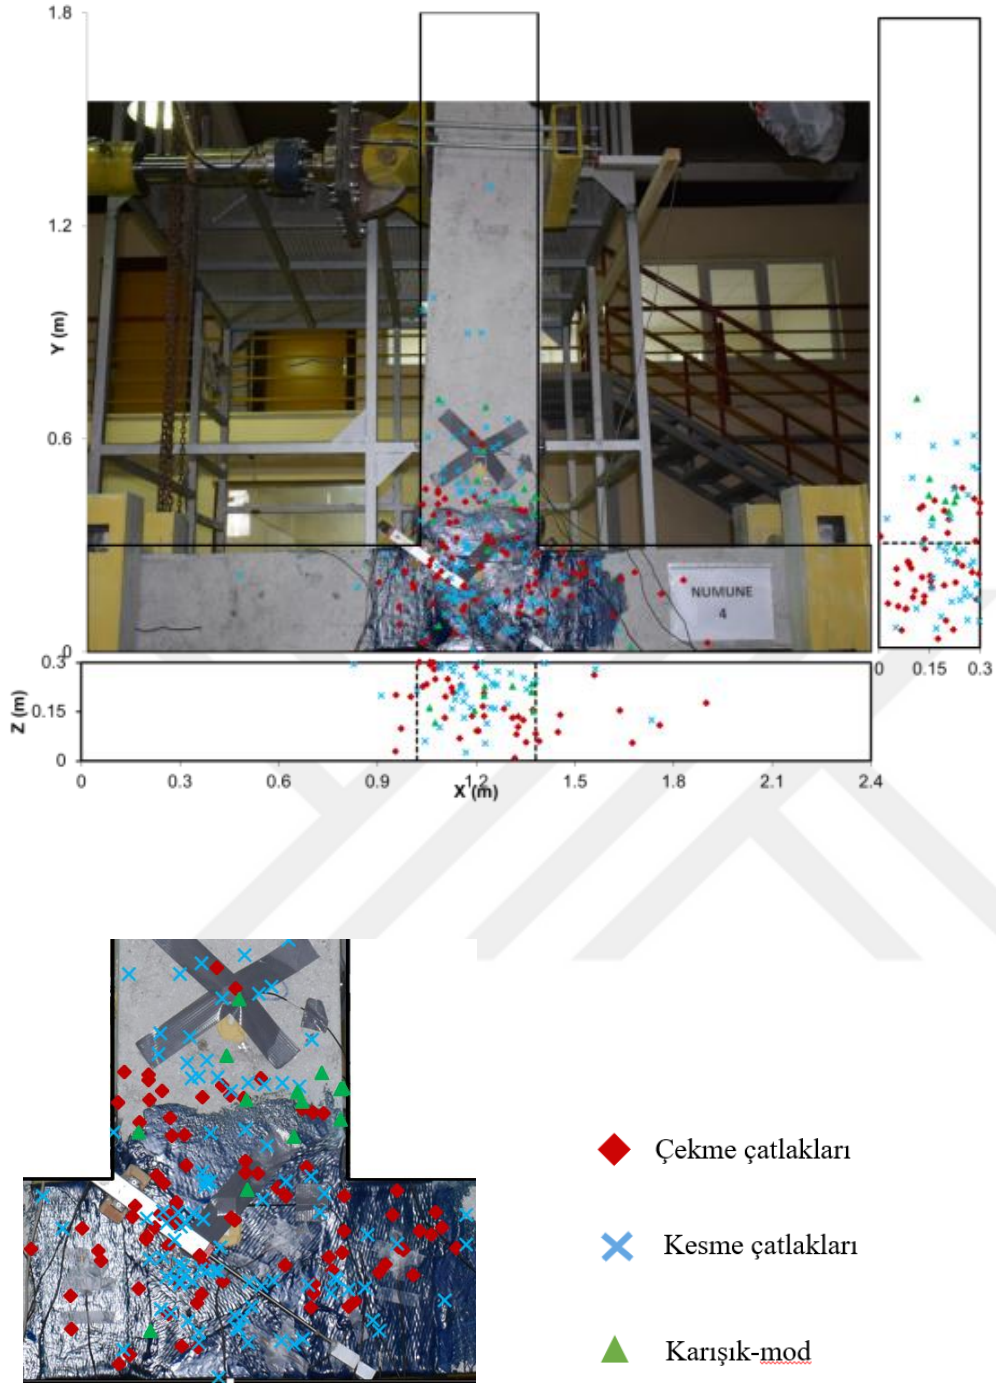 1.8
1.2
Y (m)
0.6
0
NUMUNE
4
0 0.15 0.3
0.3
Z (m)
0.15
0
0 0.3 0.6 0.9 1.2 1.5 1.8 2.1 2.4
X (m)
Çekme çatlakları
Kesme çatlakları
Karışık-mod